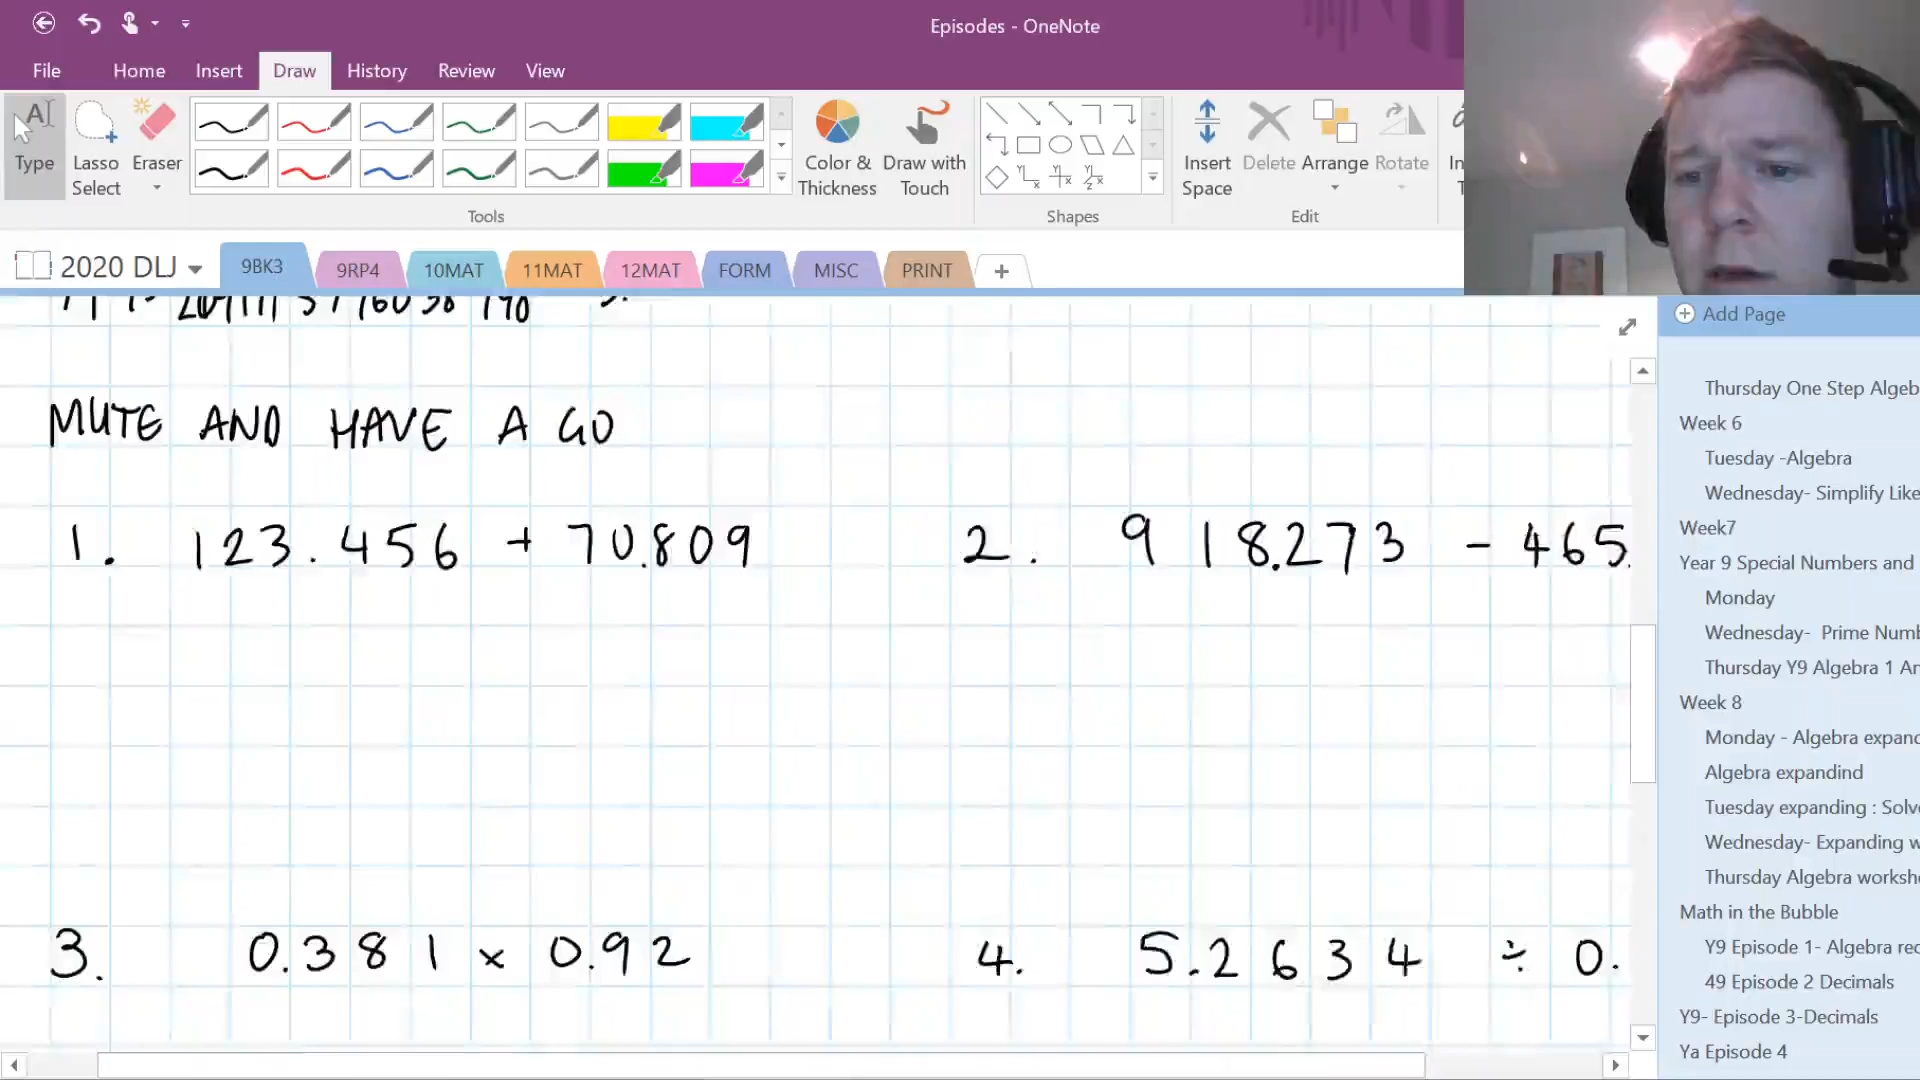 Episodes - OneNote
File Home Insert Draw History Review View
Type
Lasso Select
Eraser
Color & Thickness
Draw with Touch
Insert Space
Delete
Arrange
Rotate
Tools
Shapes
Edit
2020 DLJ
9BK3 9RP4 10MAT 11MAT 12MAT FORM MISC PRINT
Add Page
MUTE AND HAVE A GO
1. 123.456 + 70.809
2. 918.273 - 465.
3. 0.381 x 0.92
4. 5.2634 ÷ 0.
Thursday One Step Algeb
Week 6
Tuesday -Algebra
Wednesday- Simplify Like
Week7
Year 9 Special Numbers and
Monday
Wednesday- Prime Numb
Thursday Y9 Algebra 1 An
Week 8
Monday - Algebra expand
Algebra expandind
Tuesday expanding : Solv
Wednesday- Expanding w
Thursday Algebra workshe
Math in the Bubble
Y9 Episode 1- Algebra rec
49 Episode 2 Decimals
Y9- Episode 3-Decimals
Ya Episode 4